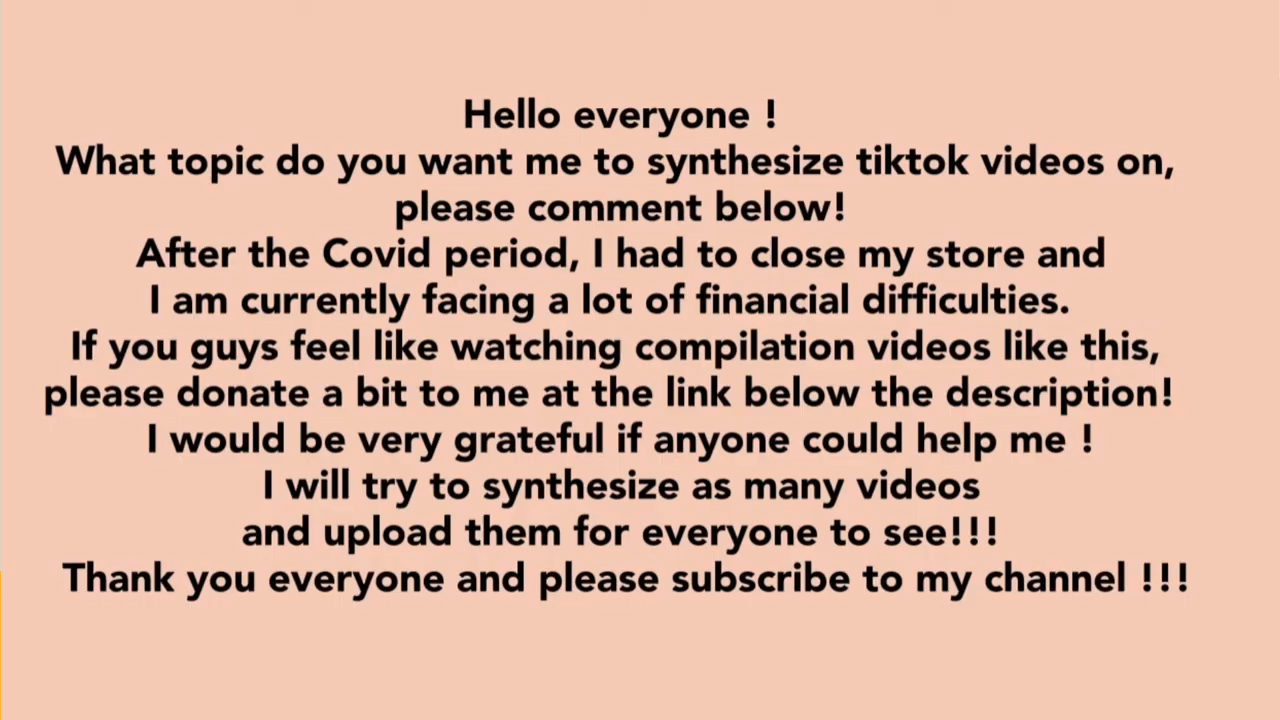 Hello everyone !
What topic do you want me to synthesize tiktok videos on,
please comment below!
After the Covid period, I had to close my store and
I am currently facing a lot of financial difficulties.
If you guys feel like watching compilation videos like this,
please donate a bit to me at the link below the description!
I would be very grateful if anyone could help me !
I will try to synthesize as many videos
and upload them for everyone to see!!!
Thank you everyone and please subscribe to my channel !!!